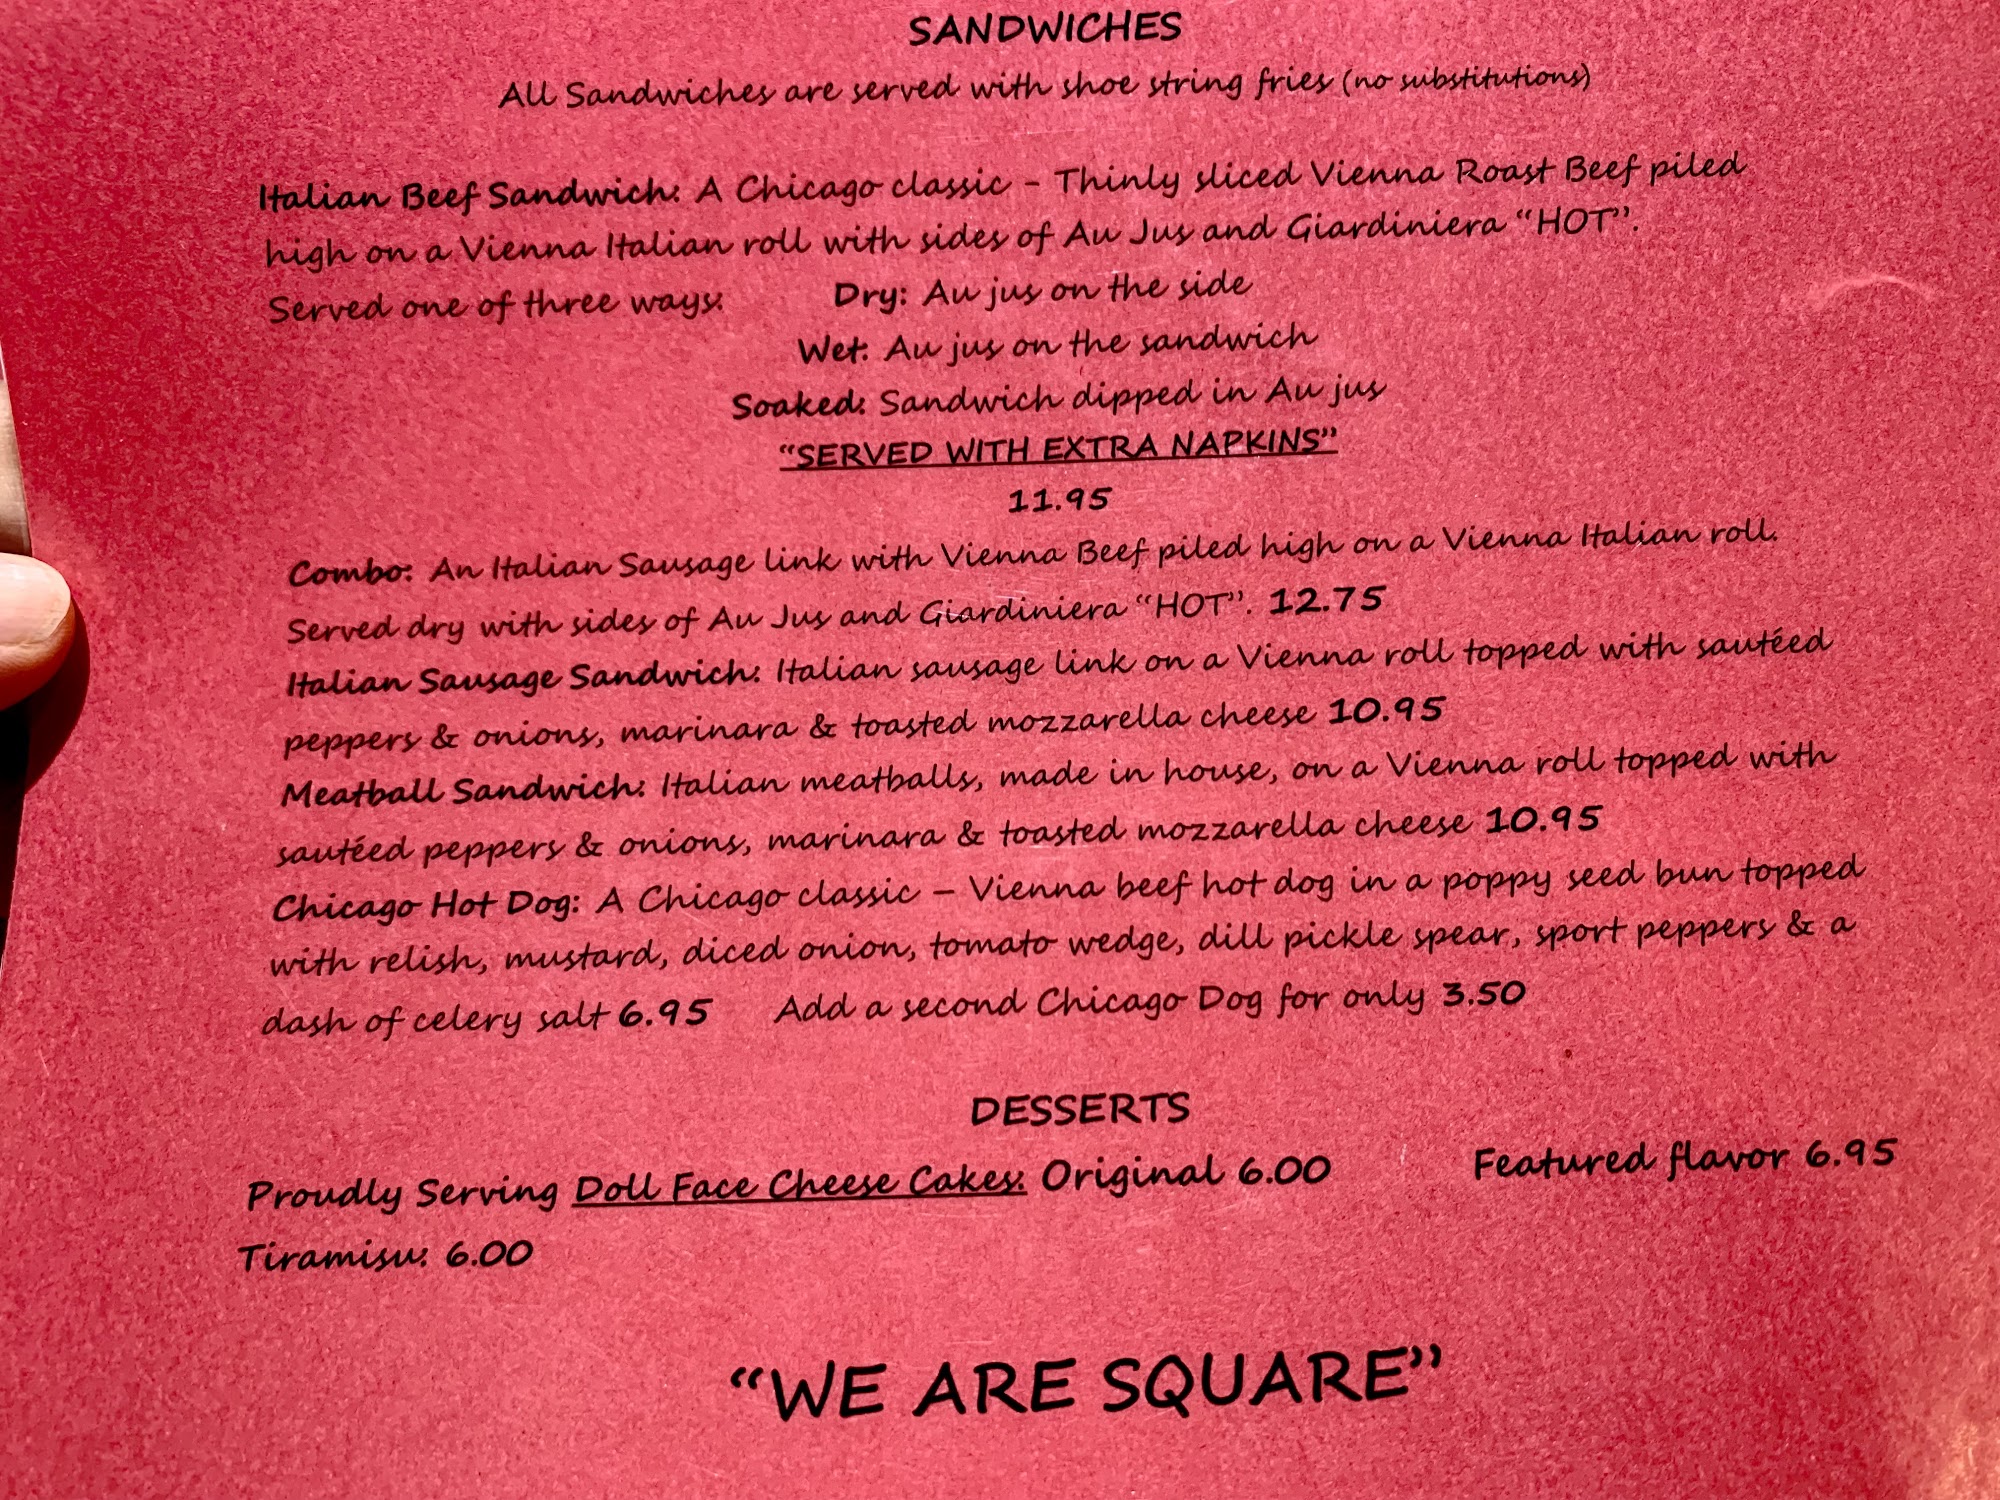 SANDWICHES
All Sandwiches are served with shoe string fries (no substitutions)
Italian Beef Sandwich: A Chicago classic - Thinly sliced Vienna Roast Beef piled
high on a Vienna Italian roll with sides of Au Jus and Giardiniera “HOT”.
Served one of three ways: Dry: Au jus on the side
Wet: Au jus on the sandwich
Soaked: Sandwich dipped in Au jus
“SERVED WITH EXTRA NAPKINS”
11.95
Combo: An Italian Sausage link with Vienna Beef piled high on a Vienna Italian roll.
Served dry with sides of Au Jus and Giardiniera “HOT”. 12.75
Italian Sausage Sandwich: Italian sausage link on a Vienna roll topped with sautéed
peppers & onions, marinara & toasted mozzarella cheese 10.95
Meatball Sandwich: Italian meatballs, made in house, on a Vienna roll topped with
sautéed peppers & onions, marinara & toasted mozzarella cheese 10.95
Chicago Hot Dog: A Chicago classic – Vienna beef hot dog in a poppy seed bun topped
with relish, mustard, diced onion, tomato wedge, dill pickle spear, sport peppers & a
dash of celery salt 6.95 Add a second Chicago Dog for only 3.50
DESSERTS
Proudly Serving Doll Face Cheese Cakes: Original 6.00 Featured flavor 6.95
Tiramisu: 6.00
“WE ARE SQUARE”